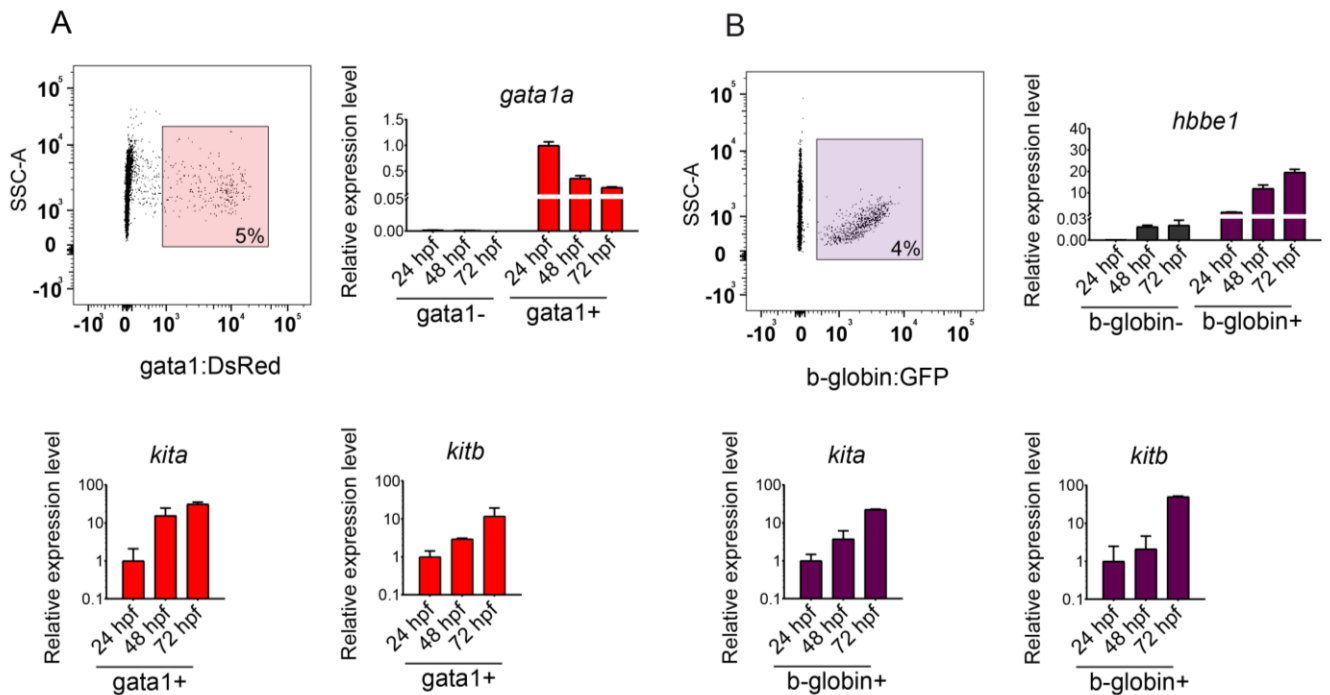 A
B
SSC-A
10^5
10^4
10^3
0
-10^3
5%
-10^3 0 10^3 10^4 10^5
gata1:DsRed
gata1a
Relative expression level
1.5
1.0
0.5
0.05
0.00
24 hpf 48 hpf 72 hpf 24 hpf 48 hpf 72 hpf
gata1- gata1+
SSC-A
10^5
10^4
10^3
0
-10^3
4%
-10 0 10^3 10^4 10^5
b-globin:GFP
hbbe1
Relative expression level
40
30
20
10
0.03
0.00
24 hpf 48 hpf 72 hpf 24 hpf 48 hpf 72 hpf
b-globin- b-globin+
kita
Relative expression level
100
10
1
0.1
24 hpf 48 hpf 72 hpf
gata1+
kitb
Relative expression level
100
10
1
0.1
24 hpf 48 hpf 72 hpf
gata1+
kita
Relative expression level
100
10
1
0.1
24 hpf 48 hpf 72 hpf
b-globin+
kitb
Relative expression level
100
10
1
0.1
24 hpf 48 hpf 72 hpf
b-globin+